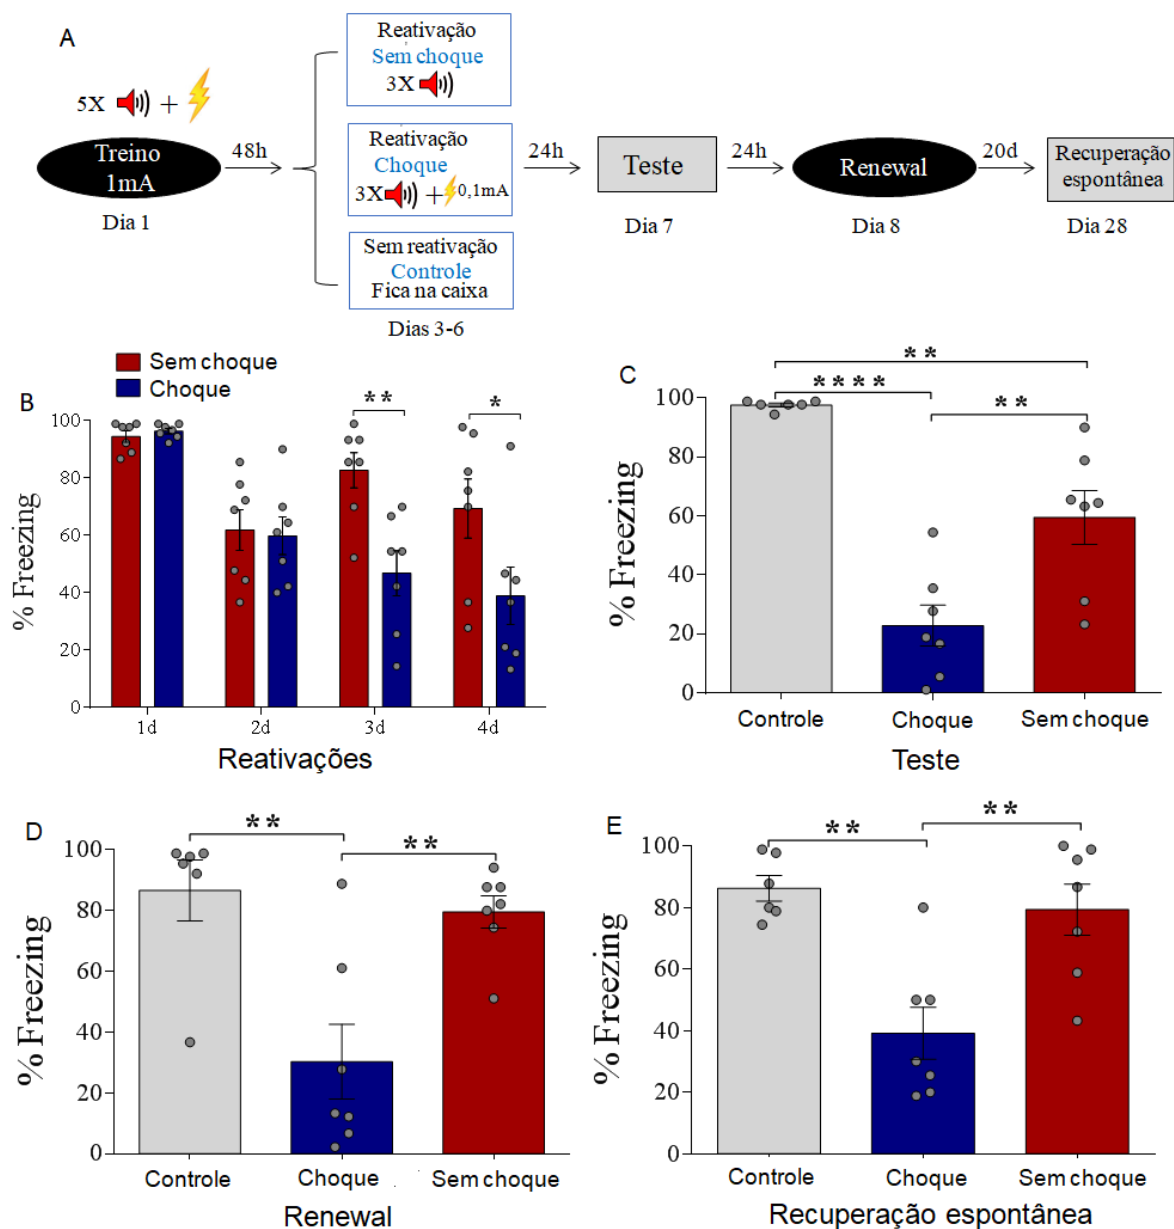 A
5X + 
Treino
1mA
Dia 1
48h
Reativação
Sem choque
3X
Reativação
Choque
3X + 0,1mA
Sem reativação
Controle
Fica na caixa
Dias 3-6
24h
Teste
Dia 7
24h
Renewal
Dia 8
20d
Recuperação
espontânea
Dia 28
B
Sem choque
Choque
% Freezing
100
80
60
40
20
0
** *
1d 2d 3d 4d
Reativações
C
**
**** **
% Freezing
100
80
60
40
20
0
Controle Choque Sem choque
Teste
D
** **
% Freezing
100
80
60
40
20
0
Controle Choque Sem choque
Renewal
E
** **
% Freezing
100
80
60
40
20
0
Controle Choque Sem choque
Recuperação espontânea